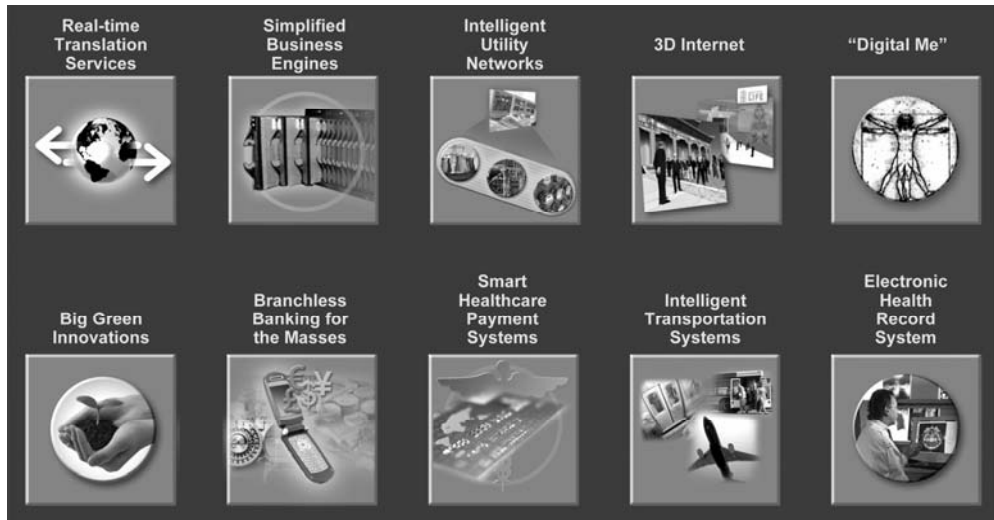 Real-time
Translation
Services
Simplified
Business
Engines
Intelligent
Utility
Networks
3D Internet
“Digital Me”
Big Green
Innovations
Branchless
Banking for
the Masses
Smart
Healthcare
Payment
Systems
Intelligent
Transportation
Systems
Electronic
Health
Record
System